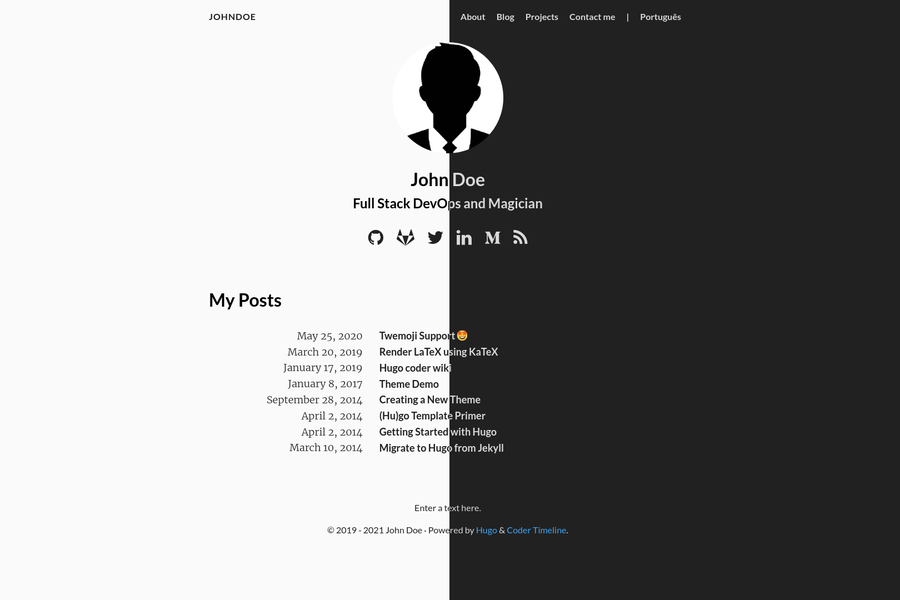 JOHNDOE About Blog Projects Contact me | Português
John Doe
Full Stack DevOps and Magician
My Posts
May 25, 2020 Twemoji Support 🤩
March 20, 2019 Render LaTeX using KaTeX
January 17, 2019 Hugo coder wiki
January 8, 2017 Theme Demo
September 28, 2014 Creating a New Theme
April 2, 2014 (Hu)go Template Primer
April 2, 2014 Getting Started with Hugo
March 10, 2014 Migrate to Hugo from Jekyll
Enter a text here.
© 2019 - 2021 John Doe · Powered by Hugo & Coder Timeline.